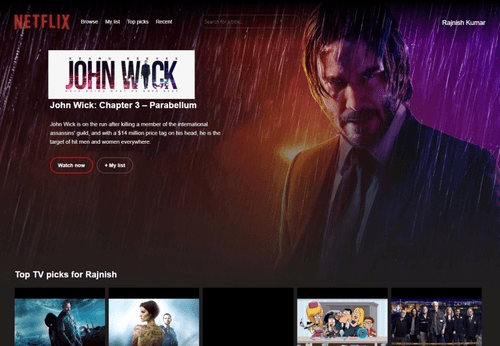 NETFLIX
Browse My list Top picks Recent
Rajnish Kumar
KEANU REEVES
JOHN WICK
John Wick: Chapter 3 – Parabellum
John Wick is on the run after killing a member of the international
assassins' guild, and with a $14 million price tag on his head, he is the
target of hit men and women everywhere.
Watch now + My list
Top TV picks for Rajnish